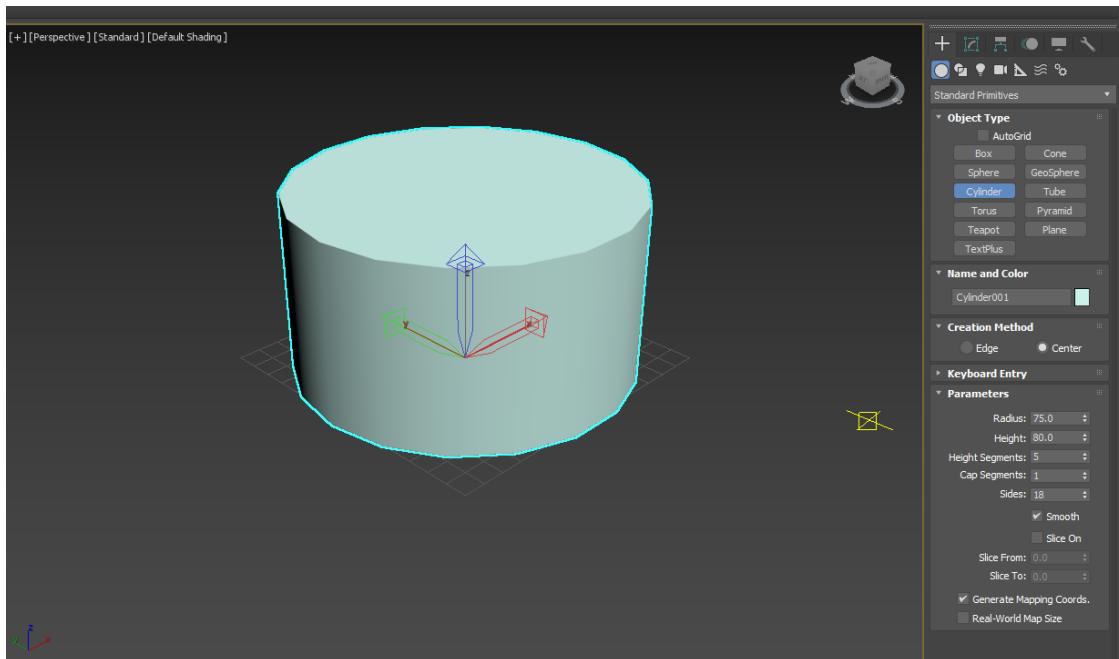 [+] [Perspective ] [Standard ] [Default Shading ]
Standard Primitives
Object Type
AutoGrid
Box Cone
Sphere GeoSphere
Cylinder Tube
Torus Pyramid
Teapot Plane
TextPlus
Name and Color
Cylinder001
Creation Method
Edge Center
Keyboard Entry
Parameters
Radius: 75.0
Height: 80.0
Height Segments: 5
Cap Segments: 1
Sides: 18
Smooth
Slice On
Slice From: 0.0
Slice To: 0.0
Generate Mapping Coords.
Real-World Map Size
z
y
x
z
x